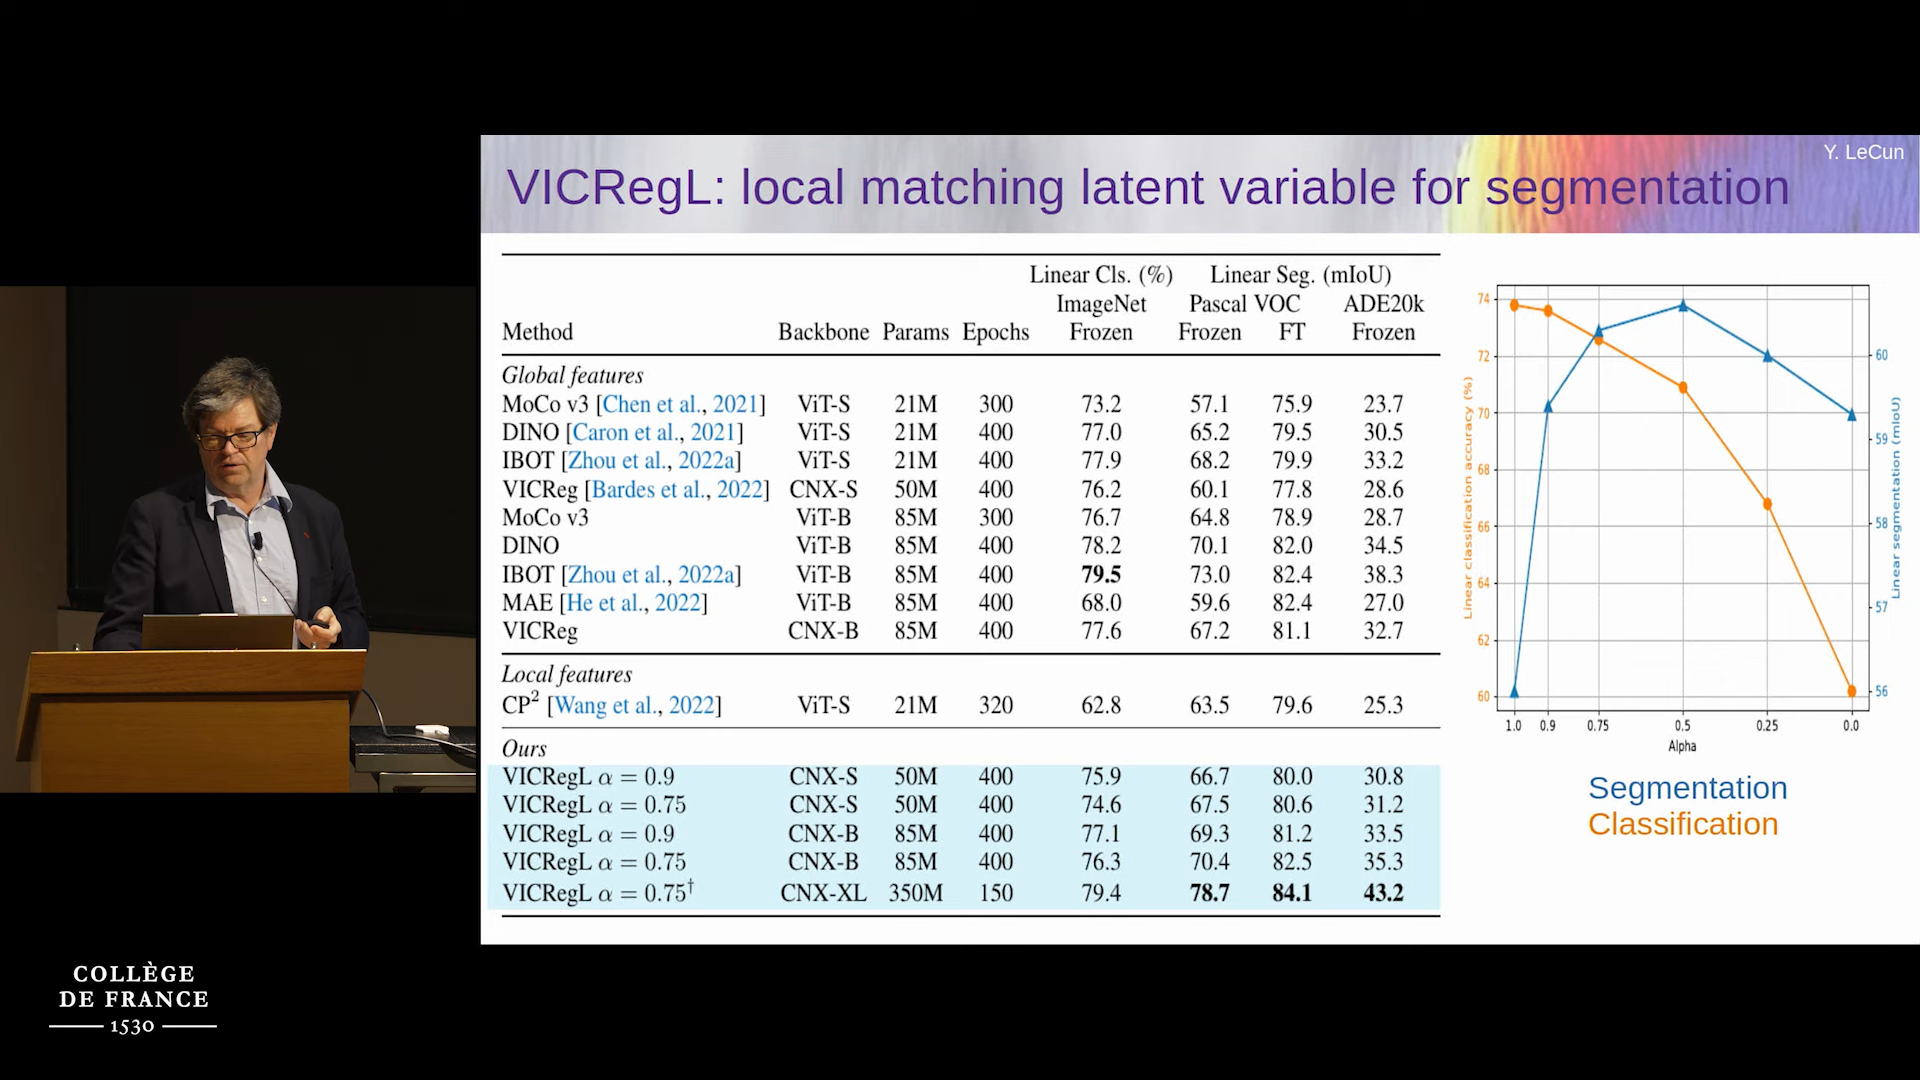 Y. LeCun
VICRegL: local matching latent variable for segmentation
Linear Cls. (%) Linear Seg. (mIoU)
ImageNet Pascal VOC ADE20k
Method Backbone Params Epochs Frozen Frozen FT Frozen
Global features
MoCo v3 [Chen et al., 2021] ViT-S 21M 300 73.2 57.1 75.9 23.7
DINO [Caron et al., 2021] ViT-S 21M 400 77.0 65.2 79.5 30.5
IBOT [Zhou et al., 2022a] ViT-S 21M 400 77.9 68.2 79.9 33.2
VICReg [Bardes et al., 2022] CNX-S 50M 400 76.2 60.1 77.8 28.6
MoCo v3 ViT-B 85M 300 76.7 64.8 78.9 28.7
DINO ViT-B 85M 400 78.2 70.1 82.0 34.5
IBOT [Zhou et al., 2022a] ViT-B 85M 400 79.5 73.0 82.4 38.3
MAE [He et al., 2022] ViT-B 85M 400 68.0 59.6 82.4 27.0
VICReg CNX-B 85M 400 77.6 67.2 81.1 32.7
Local features
CP² [Wang et al., 2022] ViT-S 21M 320 62.8 63.5 79.6 25.3
Ours
VICRegL α = 0.9 CNX-S 50M 400 75.9 66.7 80.0 30.8
VICRegL α = 0.75 CNX-S 50M 400 74.6 67.5 80.6 31.2
VICRegL α = 0.9 CNX-B 85M 400 77.1 69.3 81.2 33.5
VICRegL α = 0.75 CNX-B 85M 400 76.3 70.4 82.5 35.3
VICRegL α = 0.75† CNX-XL 350M 150 79.4 78.7 84.1 43.2
Linear classification accuracy (%)
74
72
70
68
66
64
62
60
60
59
58
57
56
Linear segmentation (mIoU)
1.0 0.9 0.75 0.5 0.25 0.0
Alpha
Segmentation
Classification
COLLÈGE
DE FRANCE
1530